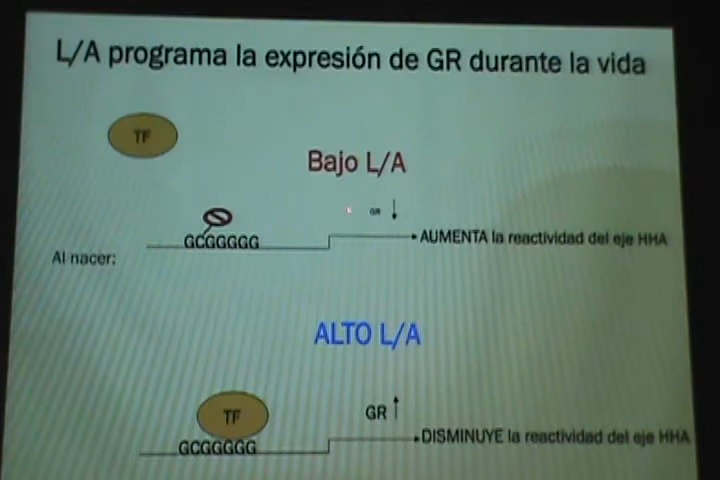 L/A programa la expresión de GR durante la vida
TF
Bajo L/A
GR
GCGGGGG
AUMENTA la reactividad del eje HHA
Al nacer:
ALTO L/A
TF
GR
GCGGGGG
DISMINUYE la reactividad del eje HHA